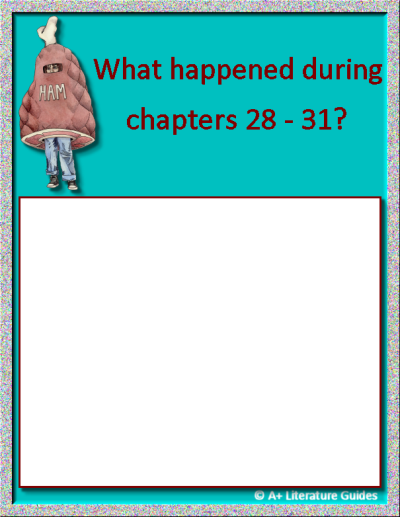 HAM
What happened during
chapters 28 - 31?
© A+ Literature Guides